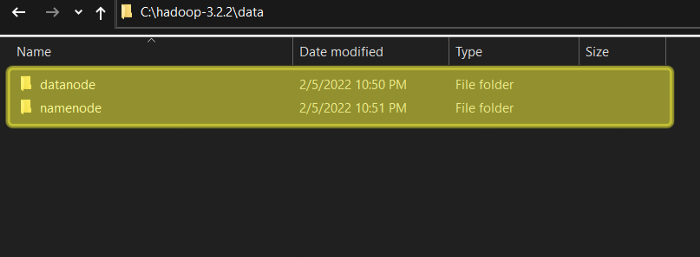 C:\hadoop-3.2.2\data
Name Date modified Type Size
datanode 2/5/2022 10:50 PM File folder
namenode 2/5/2022 10:51 PM File folder